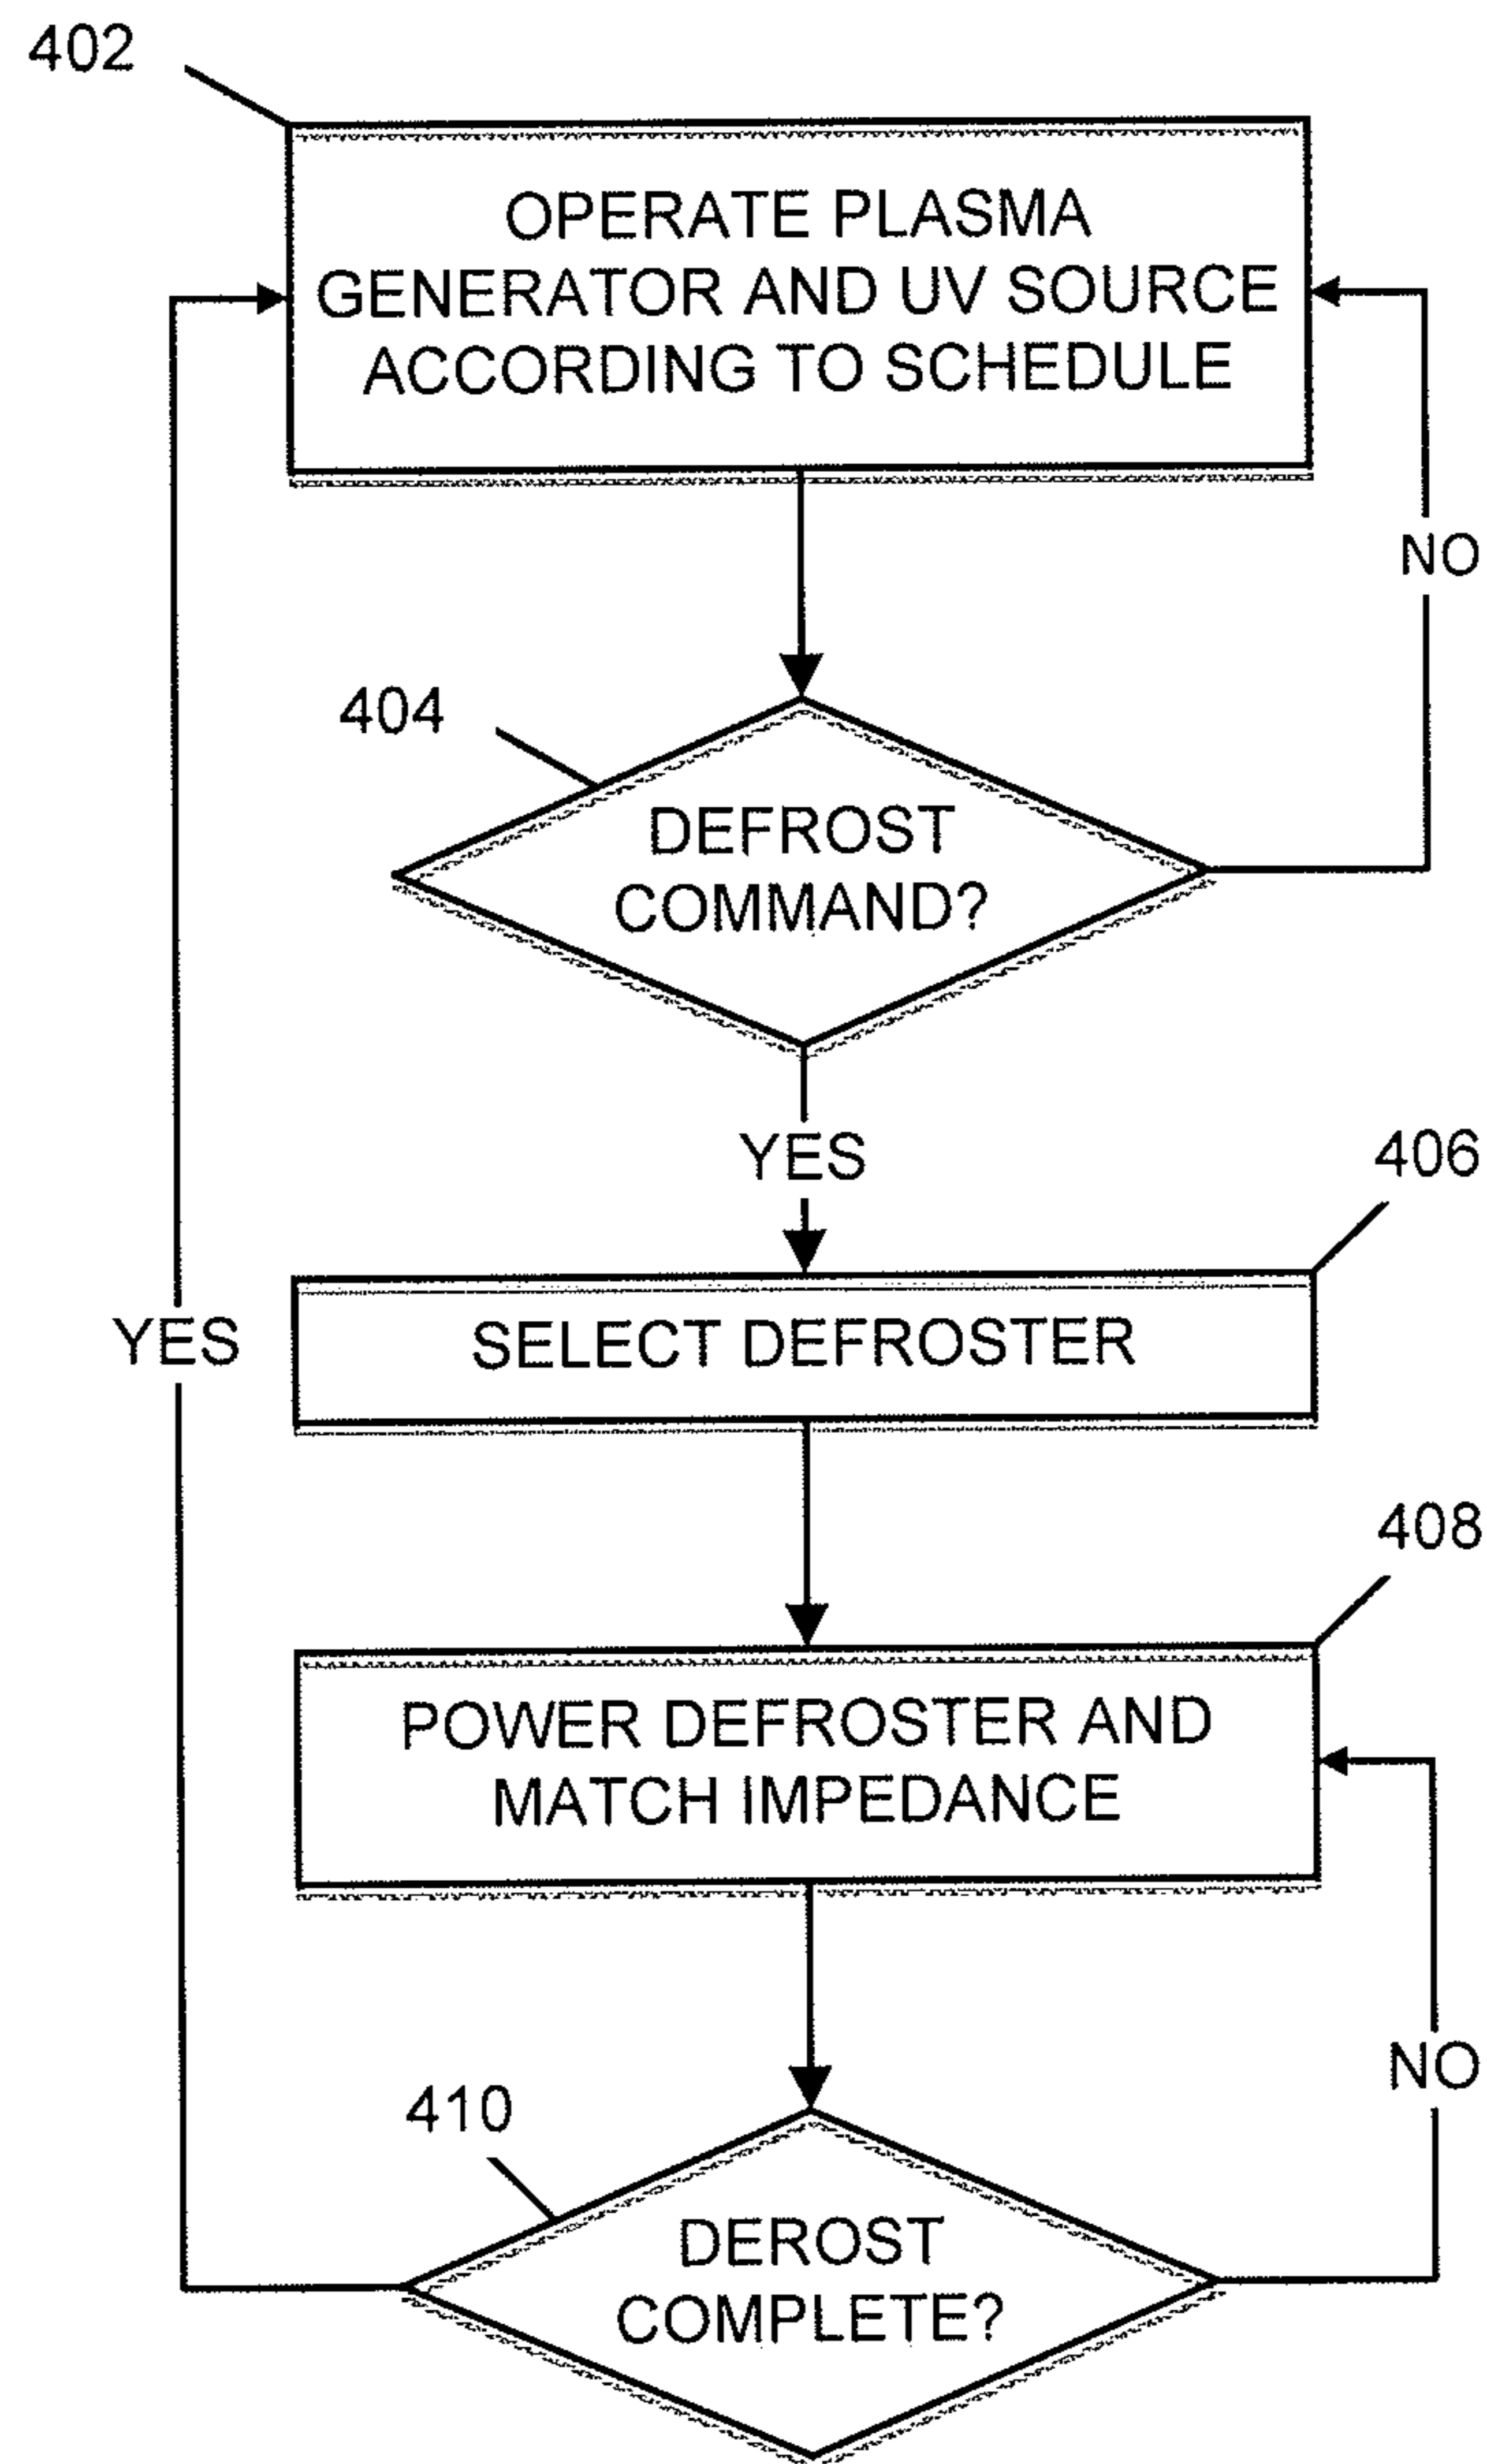 402
OPERATE PLASMA
GENERATOR AND UV SOURCE
ACCORDING TO SCHEDULE
NO
404
DEFROST
COMMAND?
YES
406
SELECT DEFROSTER
YES
408
POWER DEFROSTER AND
MATCH IMPEDANCE
NO
410
DEROST
COMPLETE?